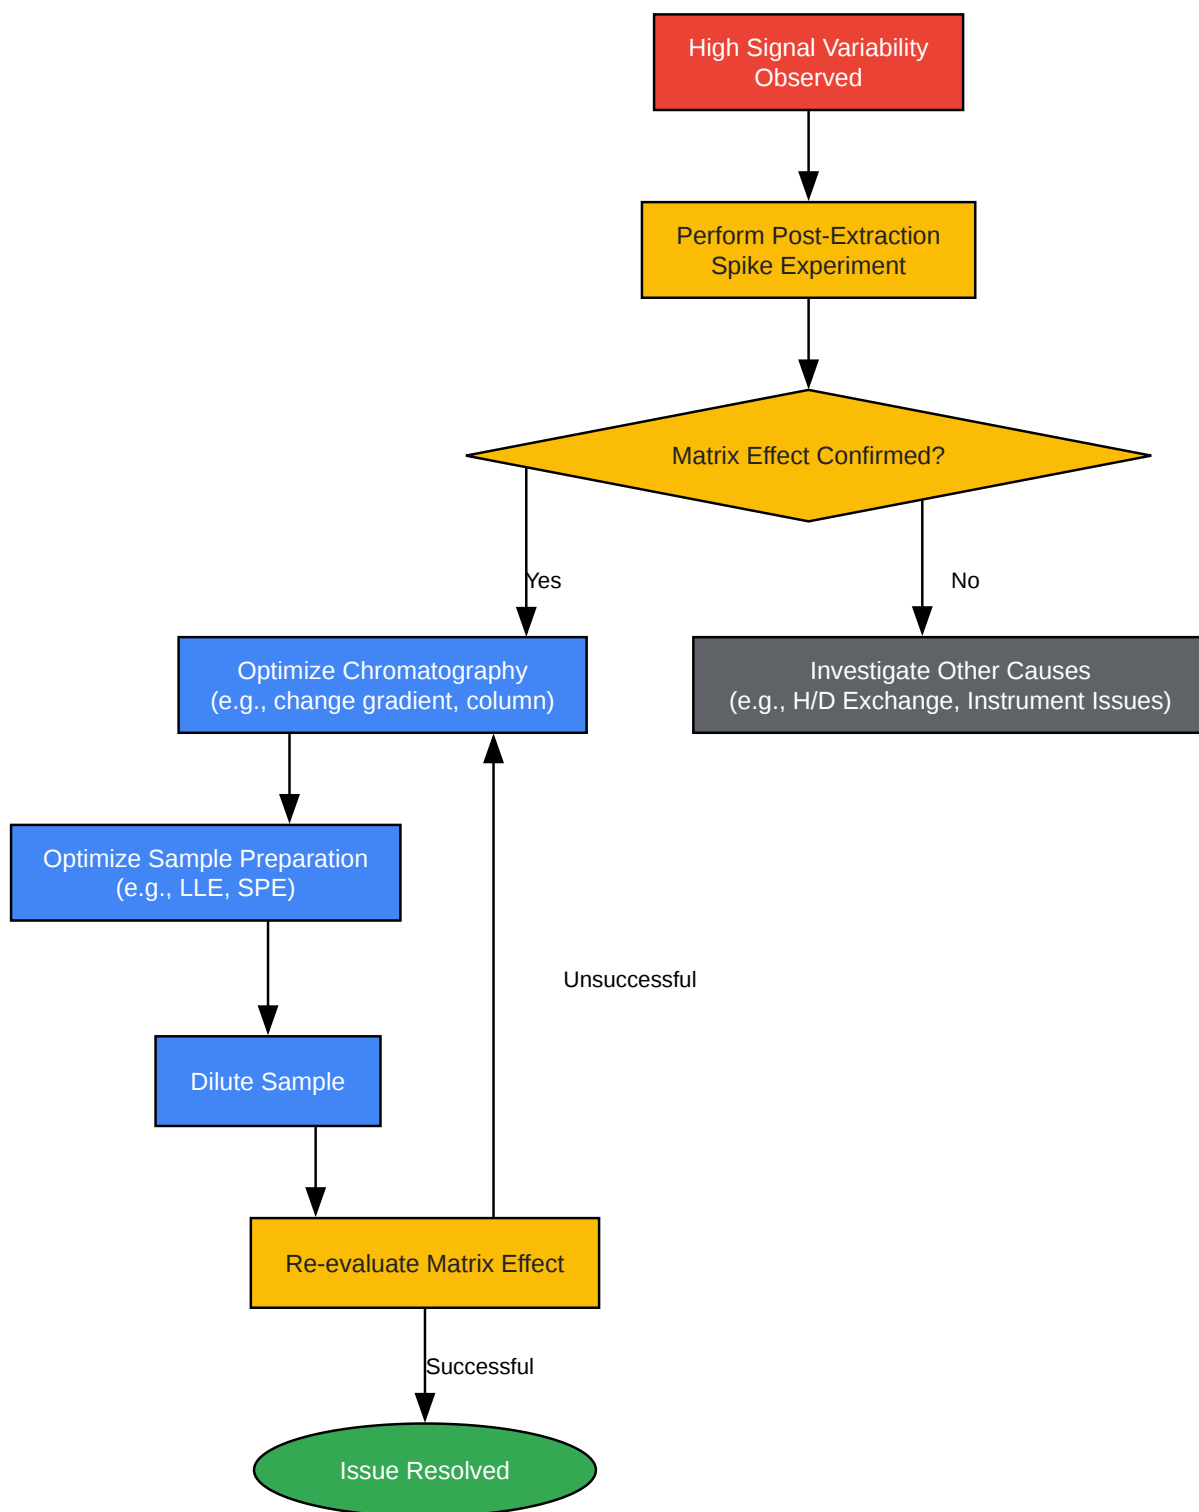 High Signal Variability
Observed
Perform Post-Extraction
Spike Experiment
Matrix Effect Confirmed?
Yes
No
Optimize Chromatography
(e.g., change gradient, column)
Investigate Other Causes
(e.g., H/D Exchange, Instrument Issues)
Optimize Sample Preparation
(e.g., LLE, SPE)
Unsuccessful
Dilute Sample
Re-evaluate Matrix Effect
Successful
Issue Resolved